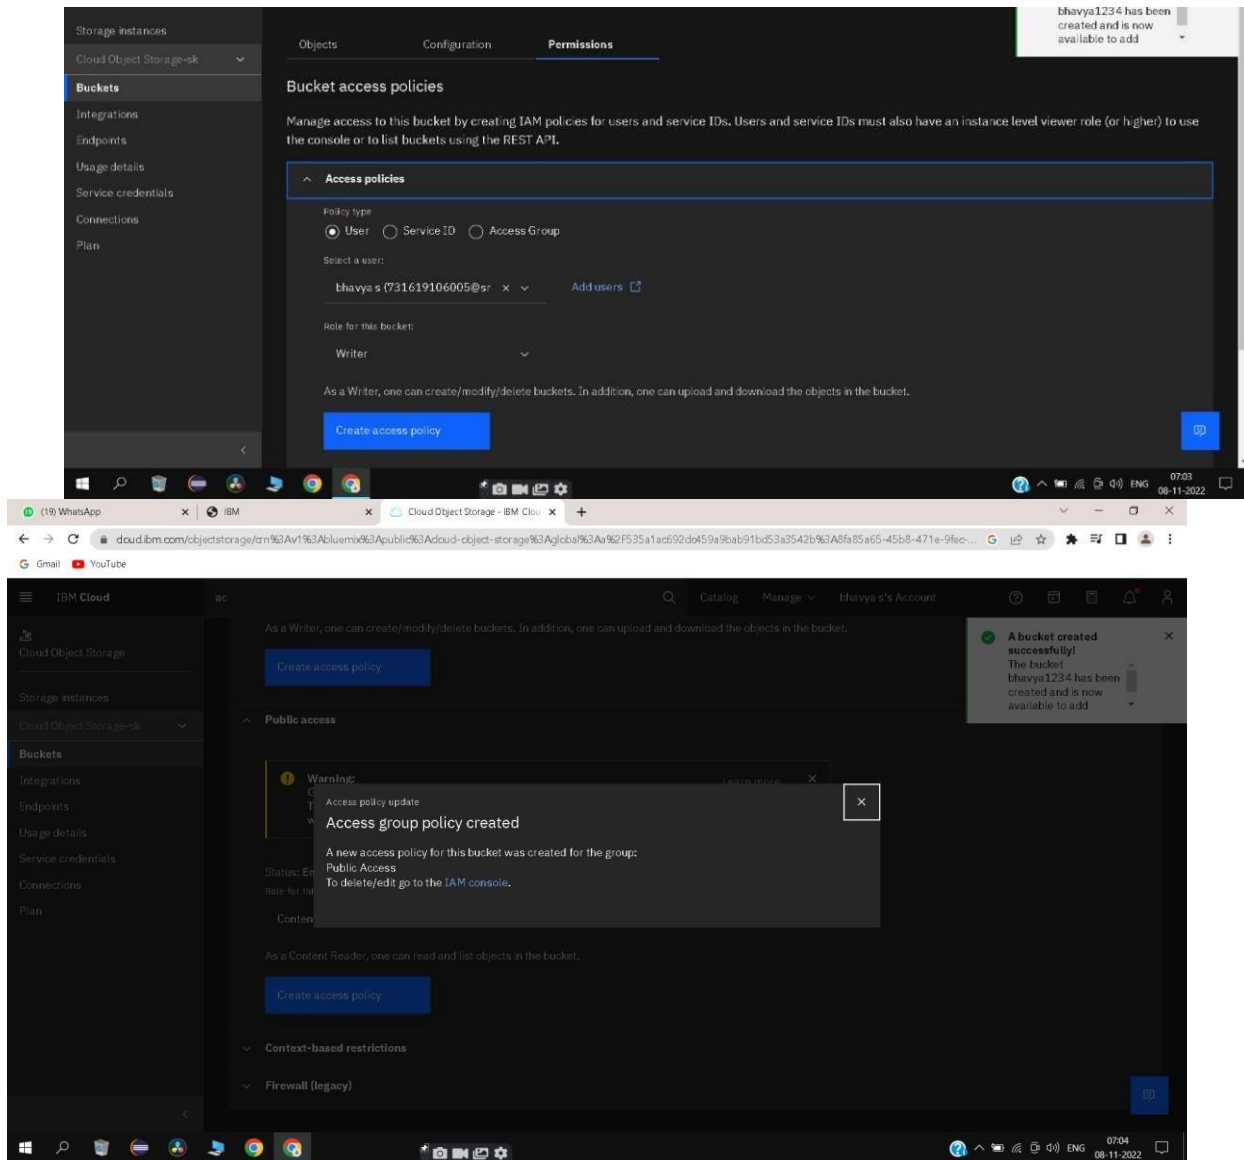 bhavya1234 has been
created and is now
available to add
Storage instances
Objects Configuration Permissions
Cloud Object Storage-sk
Buckets
Bucket access policies
Integrations
Manage access to this bucket by creating IAM policies for users and service IDs. Users and service IDs must also have an instance level viewer role (or higher) to use
the console or to list buckets using the REST API.
Endpoints
Usage details
Access policies
Service credentials
Connections
Policy type
User Service ID Access Group
Plan
Select a user:
bhavya s (731619106005@sr Add users
Role for this bucket:
Writer
As a Writer, one can create/modify/delete buckets. In addition, one can upload and download the objects in the bucket.
Create access policy
07:03
ENG
08-11-2022
(19) WhatsApp IBM Cloud Object Storage - IBM Clou
Gmail YouTube
IBM Cloud ac Catalog Manage bhavya s's Account
As a Writer, one can create/modify/delete buckets. In addition, one can upload and download the objects in the bucket.
A bucket created
successfully!
The bucket
bhavya1234 has been
created and is now
available to add
Cloud Object Storage
Create access policy
Storage instances
Cloud Object Storage-sk
Public access
Buckets
Integrations
Warning:
Learn more
Endpoints
Access policy update
Access group policy created
Usage details
A new access policy for this bucket was created for the group:
Public Access
To delete/edit go to the IAM console.
Service credentials
Status: En
Connections
Role for thi
Plan
Conten
As a Content Reader, one can read and list objects in the bucket.
Create access policy
Context-based restrictions
Firewall (legacy)
07:04
ENG
08-11-2022